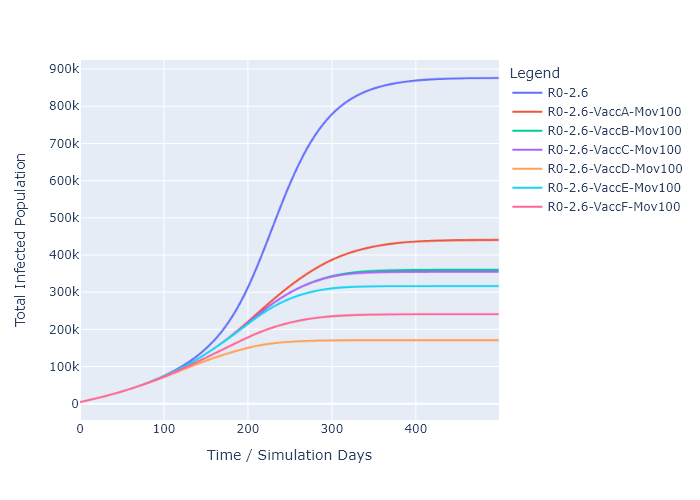 Legend
R0-2.6
R0-2.6-VaccA-Mov100
R0-2.6-VaccB-Mov100
R0-2.6-VaccC-Mov100
R0-2.6-VaccD-Mov100
R0-2.6-VaccE-Mov100
R0-2.6-VaccF-Mov100
Total Infected Population
900k
800k
700k
600k
500k
400k
300k
200k
100k
0
0 100 200 300 400
Time / Simulation Days